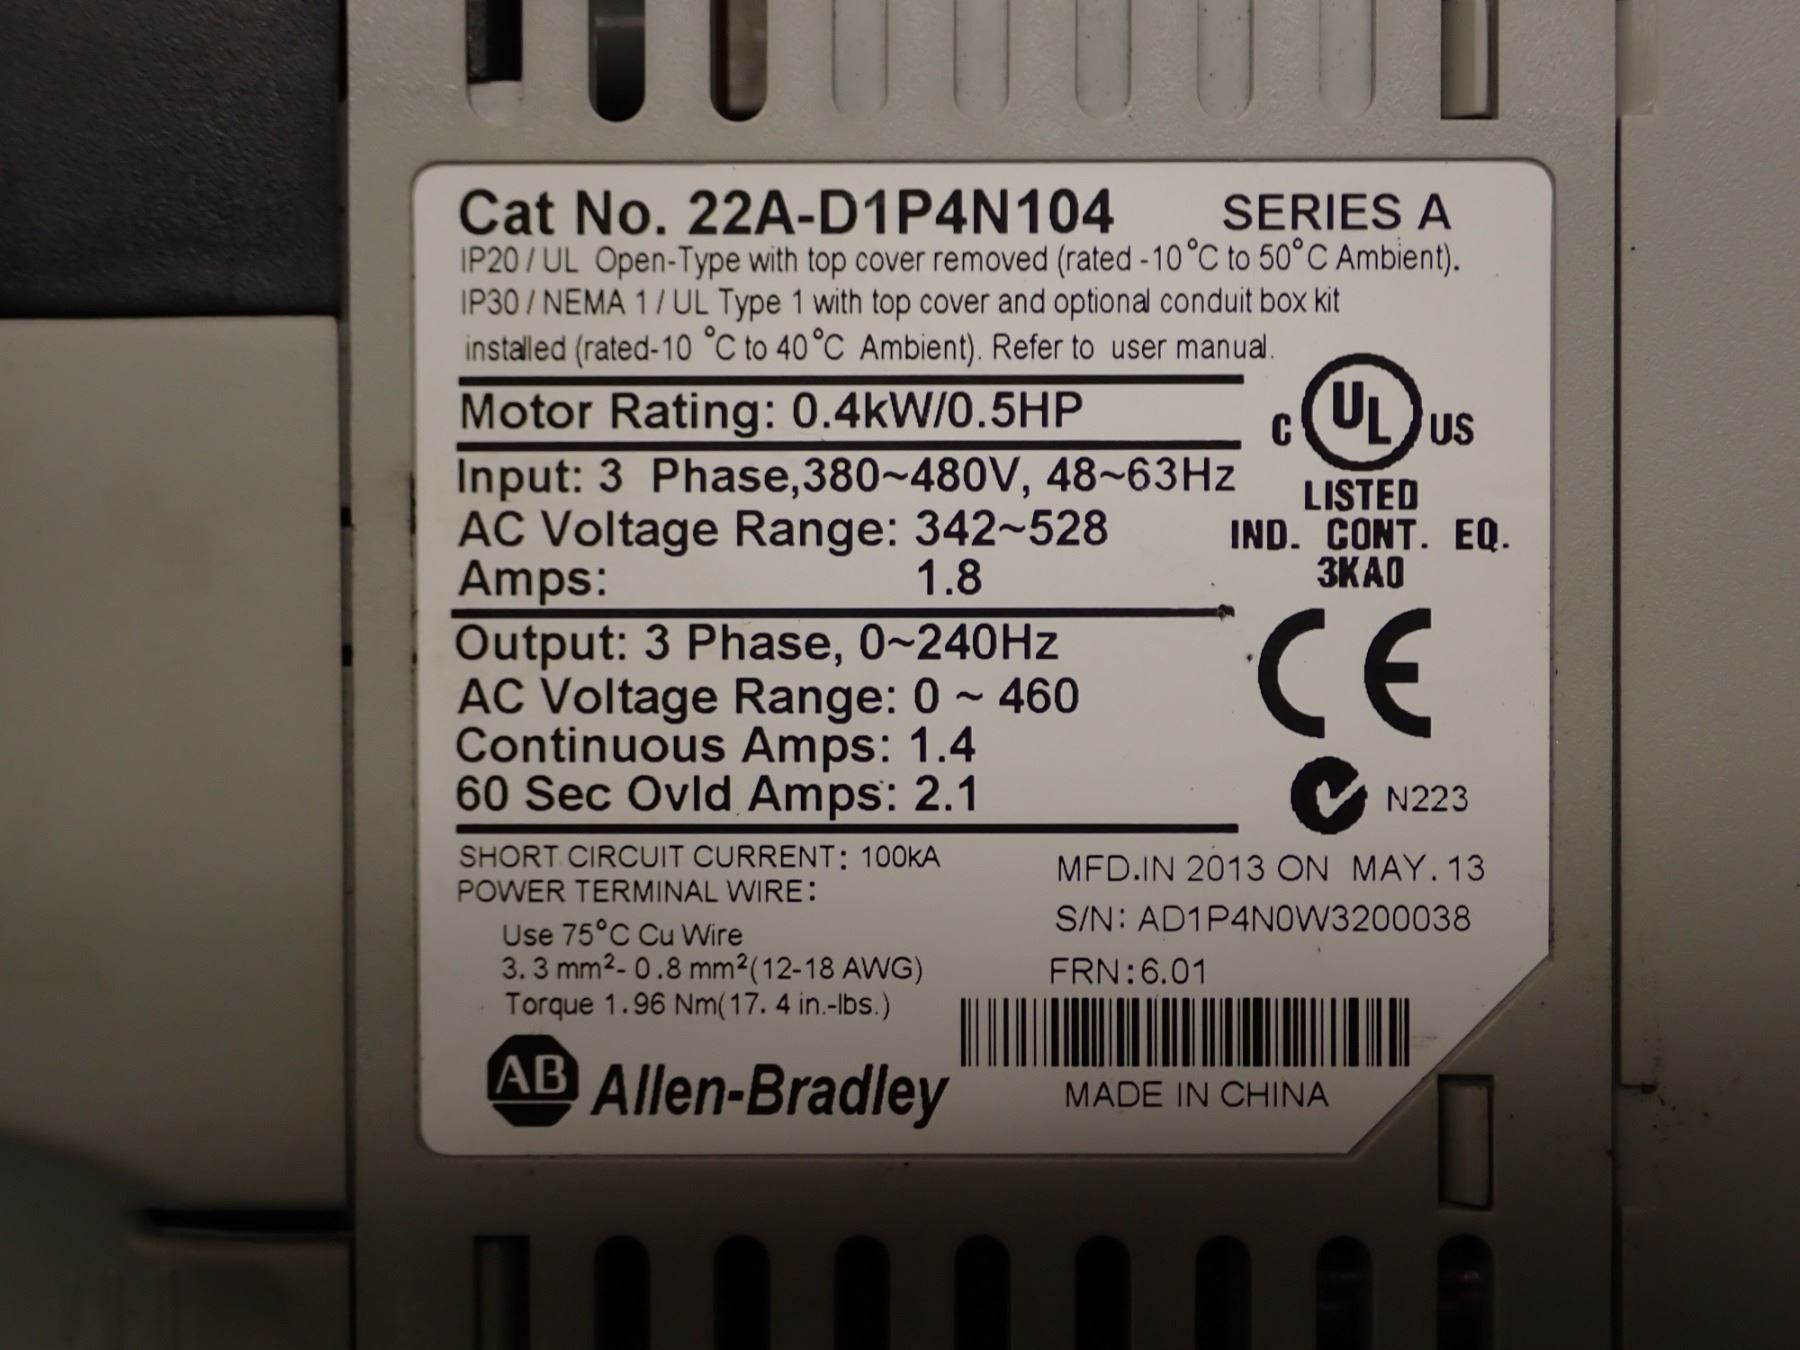 Cat No. 22A-D1P4N104 SERIES A
IP20 / UL Open-Type with top cover removed (rated -10°C to 50°C Ambient).
IP30 / NEMA 1 / UL Type 1 with top cover and optional conduit box kit
installed (rated-10 °C to 40°C Ambient). Refer to user manual.
Motor Rating: 0.4kW/0.5HP
Input: 3 Phase,380~480V, 48~63Hz
AC Voltage Range: 342~528
Amps: 1.8
C UL US
LISTED
IND. CONT. EQ.
3KA0
Output: 3 Phase, 0~240Hz
AC Voltage Range: 0 ~ 460
Continuous Amps: 1.4
60 Sec Ovld Amps: 2.1
CE
N223
SHORT CIRCUIT CURRENT: 100kA
POWER TERMINAL WIRE:
Use 75°C Cu Wire
3.3 mm²- 0.8 mm²(12-18 AWG)
Torque 1.96 Nm(17.4 in.-lbs.)
MFD.IN 2013 ON MAY. 13
S/N: AD1P4N0W3200038
FRN:6.01
AB Allen-Bradley
MADE IN CHINA